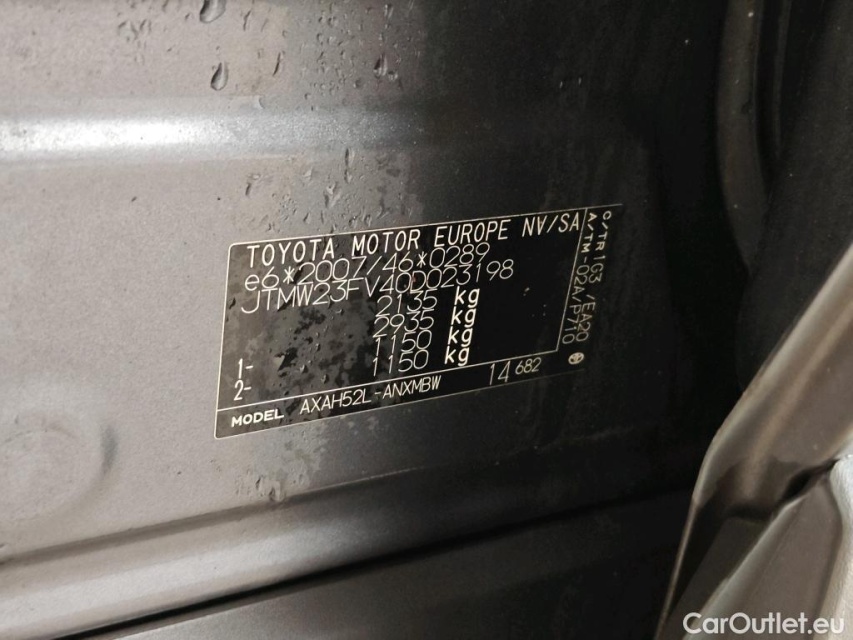 TOYOTA MOTOR EUROPE NV/SA
e6*2007/46*0289
JTMW23FV40D023198
2135 kg
2935 kg
1- 1150 kg
2- 1150 kg
MODEL AXAH52L-ANXMBW 14 682
C/TR 1G3 /EA20
A/TM -02A/P710
CarOutlet.eu